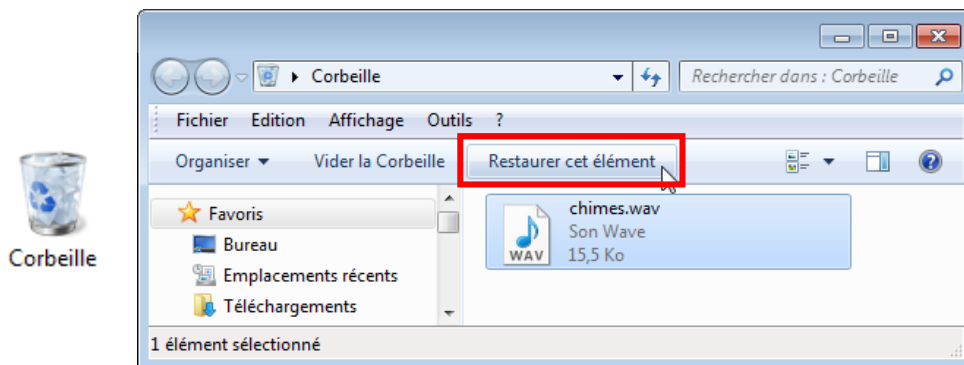 Corbeille
Corbeille
Rechercher dans : Corbeille
Fichier Edition Affichage Outils ?
Organiser Vider la Corbeille Restaurer cet élément ?
Favoris
Bureau
Emplacements récents
Téléchargements
chimes.wav
Son Wave
15,5 Ko
WAV
1 élément sélectionné